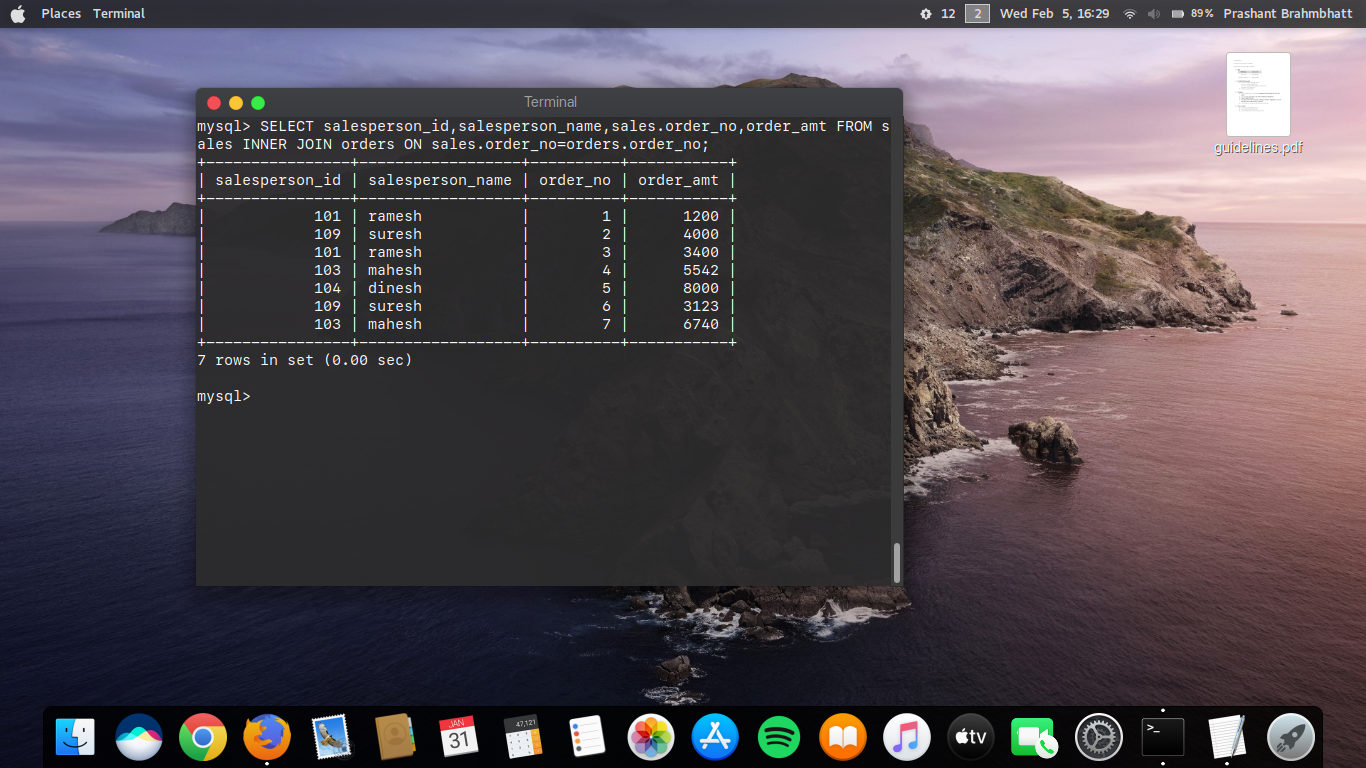 Places Terminal 12 2 Wed Feb 5, 16:29 89% Prashant Brahmbhatt
Terminal
mysql> SELECT salesperson_id,salesperson_name,sales.order_no,order_amt FROM s
ales INNER JOIN orders ON sales.order_no=orders.order_no;
+----------------+------------------+----------+-----------+
| salesperson_id | salesperson_name | order_no | order_amt |
+----------------+------------------+----------+-----------+
|            101 | ramesh           |        1 |      1200 |
|            109 | suresh           |        2 |      4000 |
|            101 | ramesh           |        3 |      3400 |
|            103 | mahesh           |        4 |      5542 |
|            104 | dinesh           |        5 |      8000 |
|            109 | suresh           |        6 |      3123 |
|            103 | mahesh           |        7 |      6740 |
+----------------+------------------+----------+-----------+
7 rows in set (0.00 sec)
mysql>
guidelines.pdf
JAN
31
47,121
tv
>_